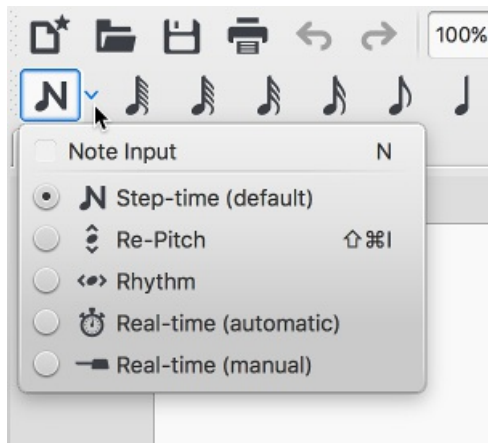 100%
Note Input N
Step-time (default)
Re-Pitch ⇧⌘I
Rhythm
Real-time (automatic)
Real-time (manual)